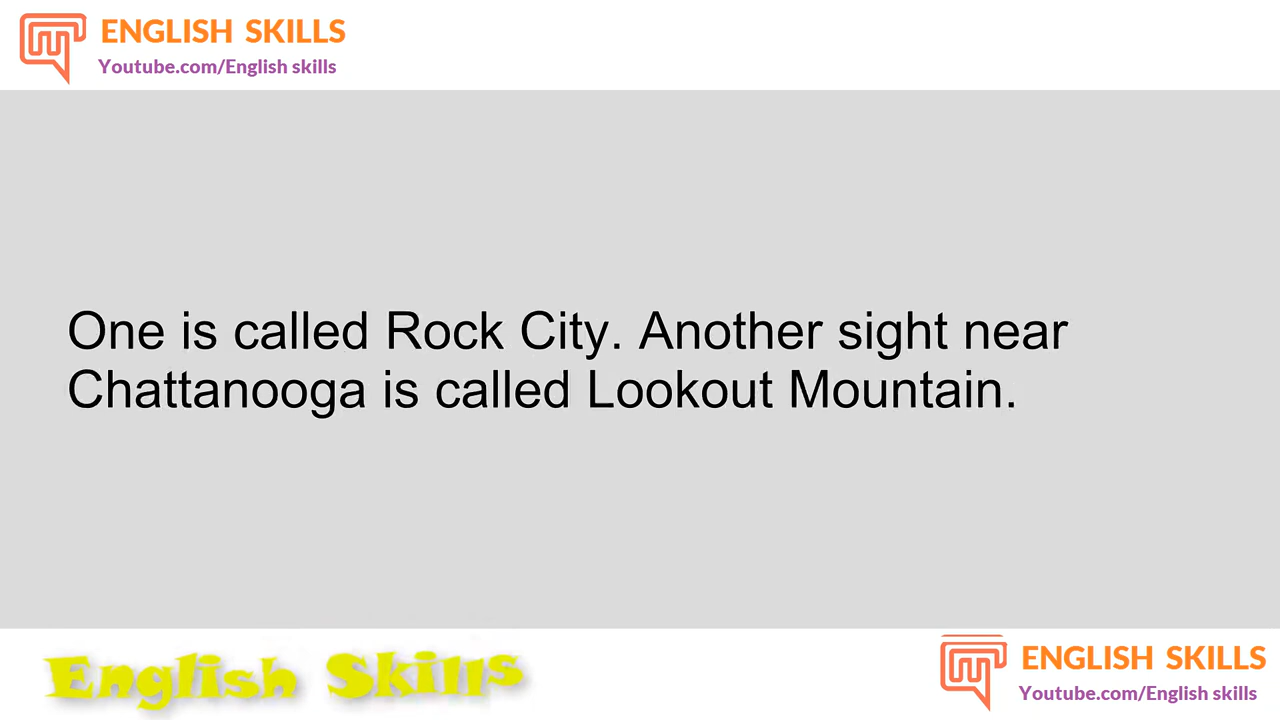 ENGLISH SKILLS
Youtube.com/English skills
One is called Rock City. Another sight near
Chattanooga is called Lookout Mountain.
English Skills
ENGLISH SKILLS
Youtube.com/English skills